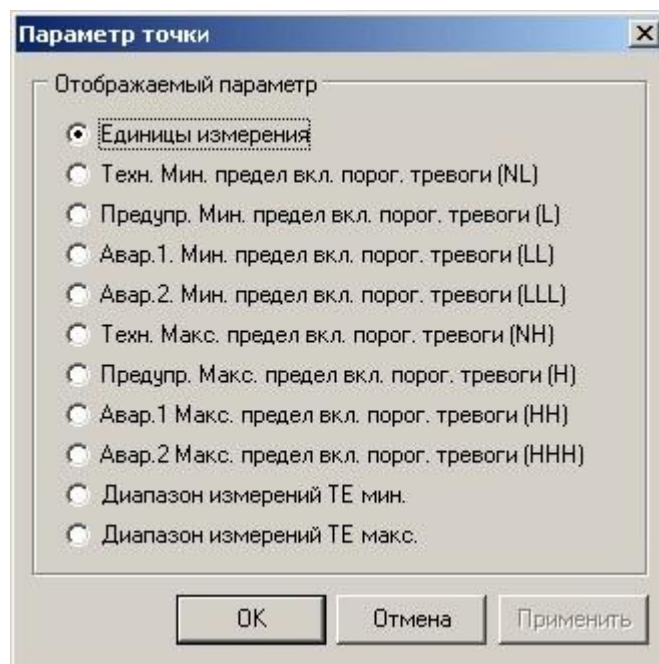 Параметр точки
Отображаемый параметр
Единицы измерения
Техн. Мин. предел вкл. порог. тревоги (NL)
Предупр. Мин. предел вкл. порог. тревоги (L)
Авар.1. Мин. предел вкл. порог. тревоги (LL)
Авар.2. Мин. предел вкл. порог. тревоги (LLL)
Техн. Макс. предел вкл. порог. тревоги (NH)
Предупр. Макс. предел вкл. порог. тревоги (H)
Авар.1 Макс. предел вкл. порог. тревоги (HH)
Авар.2 Макс. предел вкл. порог. тревоги (HHH)
Диапазон измерений ТЕ мин.
Диапазон измерений ТЕ макс.
OK Отмена Применить